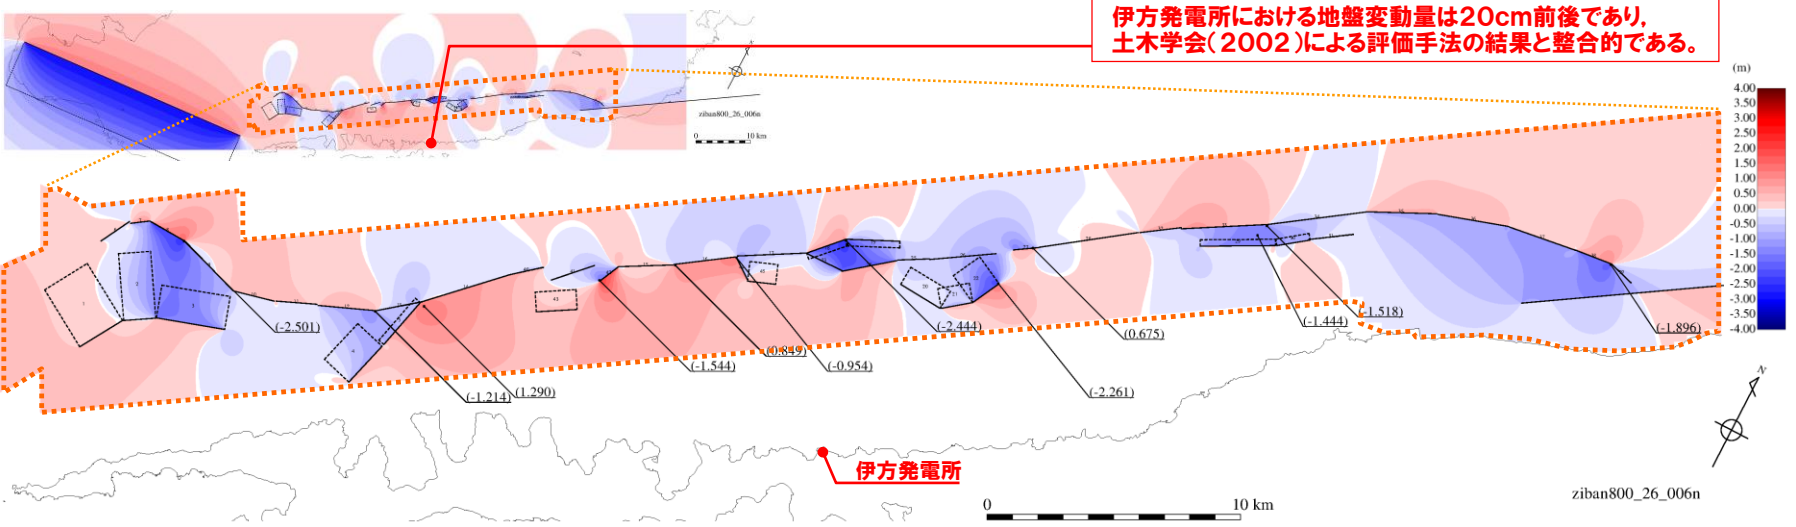 伊方発電所における地盤変動量は20cm前後であり,
土木学会(2002)による評価手法の結果と整合的である。
N
ziban800_26_006n
0 10 km
(m)
4.00
3.50
3.00
2.50
2.00
1.50
1.00
0.50
0.00
-0.50
-1.00
-1.50
-2.00
-2.50
-3.00
-3.50
-4.00
(-2.501)
(-1.214)
(1.290)
(-1.544)
(0.849)
(-0.954)
(-2.444)
(0.675)
(-2.261)
(-1.444)
(-1.518)
(-1.896)
伊方発電所
0 10 km
N
ziban800_26_006n